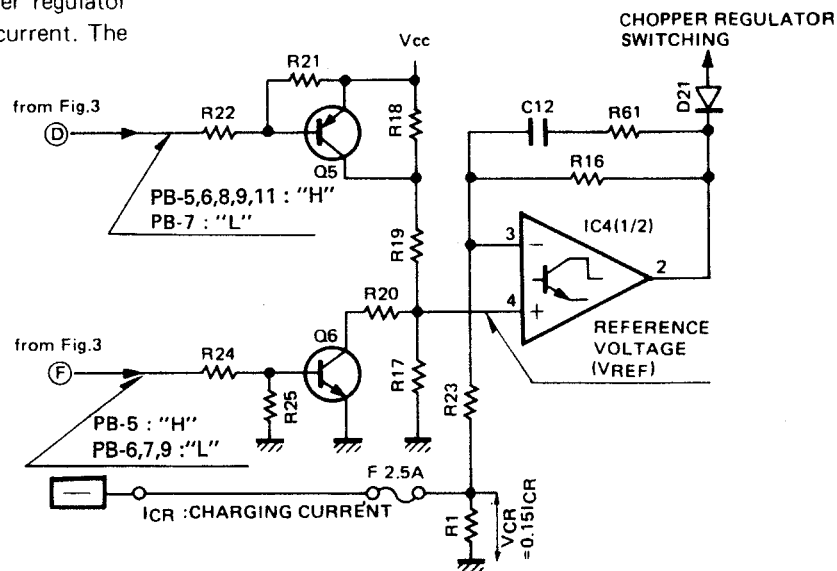 er regulator
current. The
CHOPPER REGULATOR
SWITCHING
Vcc
R21
from Fig.3
D
R22
R18
Q5
C12
R61
D21
R16
PB-5,6,8,9,11 : "H"
PB-7 : "L"
R19
IC4(1/2)
3
−
2
R20
4
+
Q6
REFERENCE
VOLTAGE
(VREF)
from Fig.3
F
R24
R25
R17
R23
PB-5 : "H"
PB-6,7,9 :"L"
F 2.5A
−
ICR :CHARGING CURRENT
R1
VCR
=0.15ICR